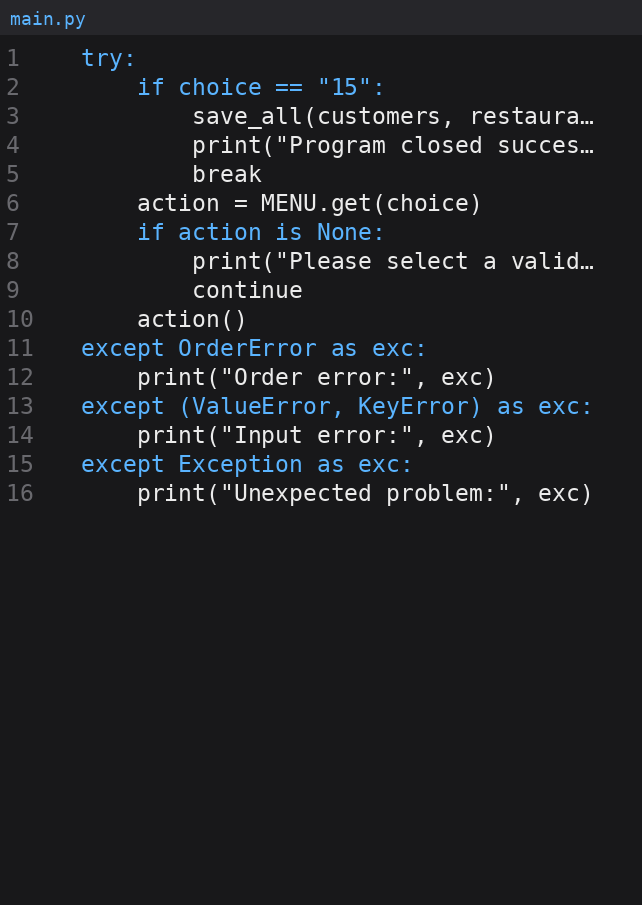 main.py
1 try:
2 if choice == "15":
3 save_all(customers, restaura…
4 print("Program closed succes…
5 break
6 action = MENU.get(choice)
7 if action is None:
8 print("Please select a valid…
9 continue
10 action()
11 except OrderError as exc:
12 print("Order error:", exc)
13 except (ValueError, KeyError) as exc:
14 print("Input error:", exc)
15 except Exception as exc:
16 print("Unexpected problem:", exc)